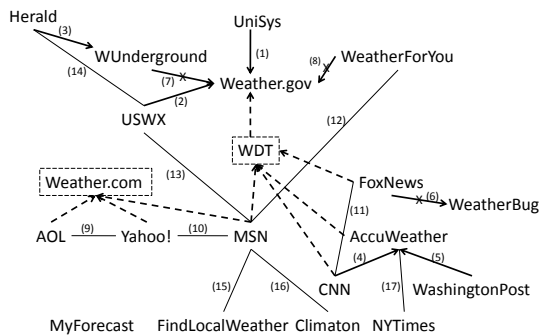 Herald
UniSys
(3)
(1)
WUnderground
(8)
WeatherForYou
(14)
(7) X
X
Weather.gov
(2)
USWX
(12)
WDT
(13)
Weather.com
FoxNews
X (6)
WeatherBug
(11)
AOL (9) Yahoo! (10) MSN
AccuWeather
(4)
(5)
CNN
WashingtonPost
(15)
(16)
(17)
MyForecast FindLocalWeather Climaton NYTimes